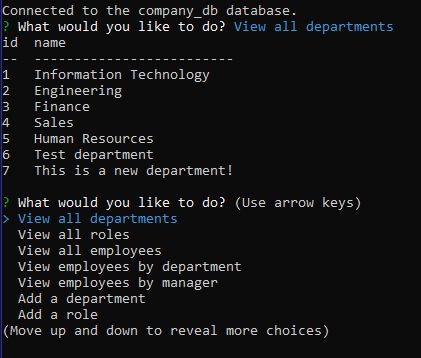 Connected to the company_db database.
? What would you like to do? View all departments
id  name
--  -------------------------
1   Information Technology
2   Engineering
3   Finance
4   Sales
5   Human Resources
6   Test department
7   This is a new department!
? What would you like to do? (Use arrow keys)
> View all departments
  View all roles
  View all employees
  View employees by department
  View employees by manager
  Add a department
  Add a role
(Move up and down to reveal more choices)